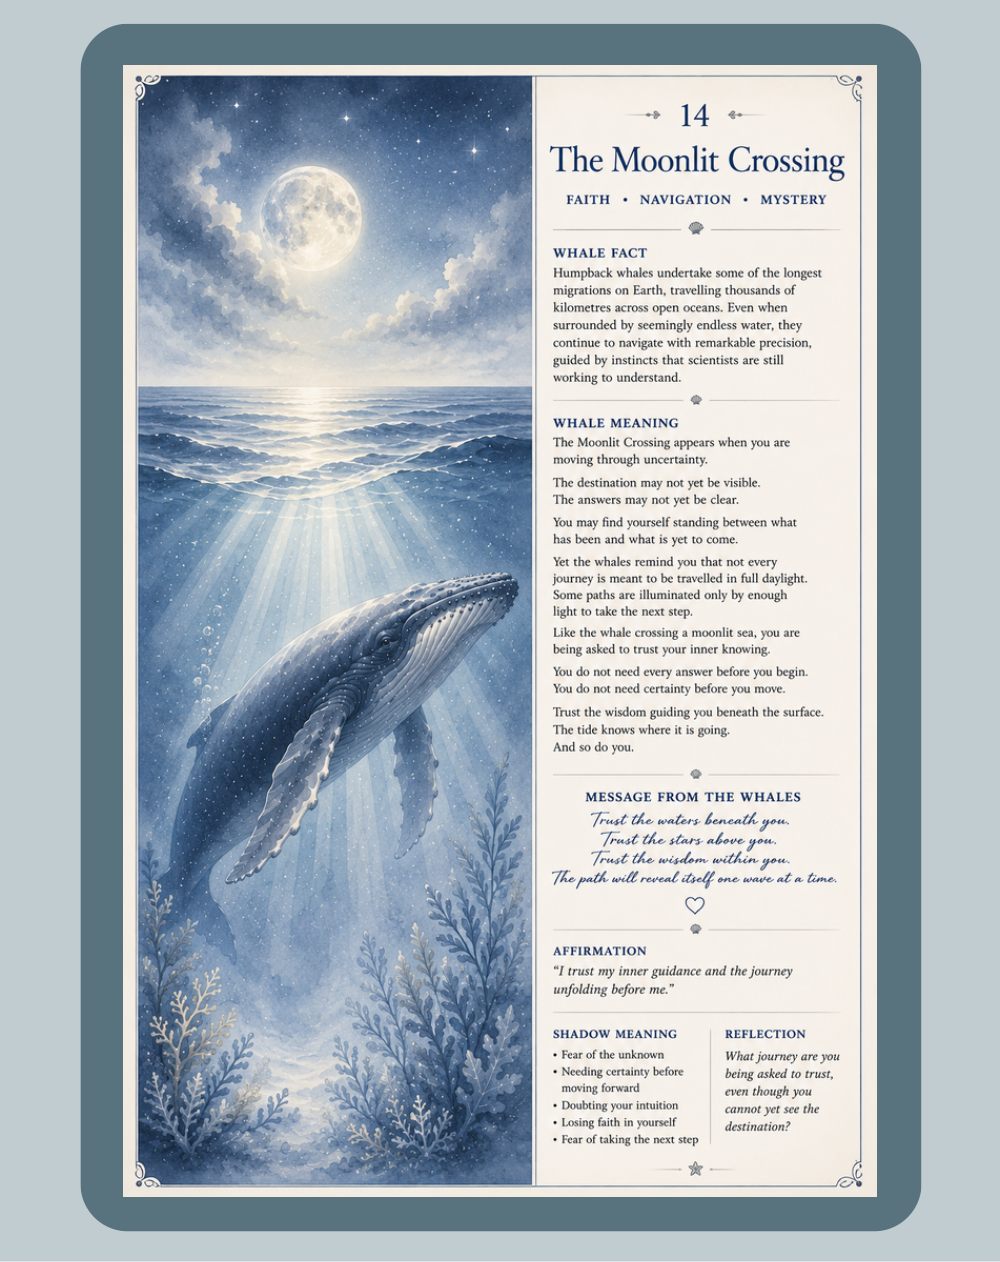 14
The Moonlit Crossing
FAITH • NAVIGATION • MYSTERY
WHALE FACT
Humpback whales undertake some of the longest
migrations on Earth, travelling thousands of
kilometres across open oceans. Even when
surrounded by seemingly endless water, they
continue to navigate with remarkable precision,
guided by instincts that scientists are still
working to understand.
WHALE MEANING
The Moonlit Crossing appears when you are
moving through uncertainty.
The destination may not yet be visible.
The answers may not yet be clear.
You may find yourself standing between what
has been and what is yet to come.
Yet the whales remind you that not every
journey is meant to be travelled in full daylight.
Some paths are illuminated only by enough
light to take the next step.
Like the whale crossing a moonlit sea, you are
being asked to trust your inner knowing.
You do not need every answer before you begin.
You do not need certainty before you move.
Trust the wisdom guiding you beneath the surface.
The tide knows where it is going.
And so do you.
MESSAGE FROM THE WHALES
Trust the waters beneath you.
Trust the stars above you.
Trust the wisdom within you.
The path will reveal itself one wave at a time.
AFFIRMATION
“I trust my inner guidance and the journey
unfolding before me.”
SHADOW MEANING
• Fear of the unknown
• Needing certainty before
moving forward
• Doubting your intuition
• Losing faith in yourself
• Fear of taking the next step
REFLECTION
What journey are you
being asked to trust,
even though you
cannot yet see the
destination?